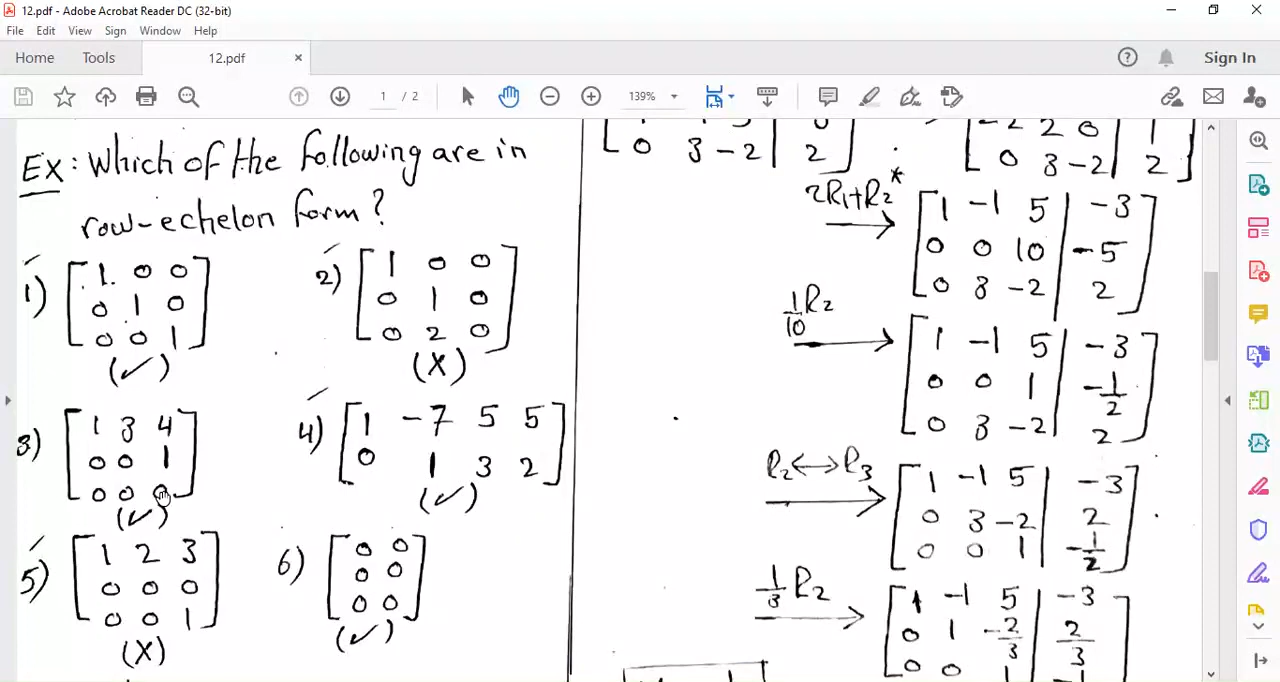 12.pdf - Adobe Acrobat Reader DC (32-bit)
File Edit View Sign Window Help
Home Tools 12.pdf × Sign In
1 / 2 139%
EX: Which of the following are in
row-echelon form?
1) [1 0 0
0 1 0
0 0 1]
(✓)
2) [1 0 0
0 1 0
0 2 0]
(X)
3) [1 3 4
0 0 1
0 0 0]
(✓)
4) [1 -7 5 5
0 1 3 2]
(✓)
5) [1 2 3
0 0 0
0 0 1]
(X)
6) [0 0
0 0
0 0]
(✓)
0 3 -2 | 2]
-2 2 0 | 1
0 3 -2 | 2]
2R1+R2* →
[1 -1 5 | -3
0 0 10 | -5
0 3 -2 | 2]
1/10 R2 →
[1 -1 5 | -3
0 0 1 | -1/2
0 3 -2 | 2]
R2 ↔ R3 →
[1 -1 5 | -3
0 3 -2 | 2
0 0 1 | -1/2]
1/3 R2 →
[1 -1 5 | -3
0 1 -2/3 | 2/3
0 0 1 | -1